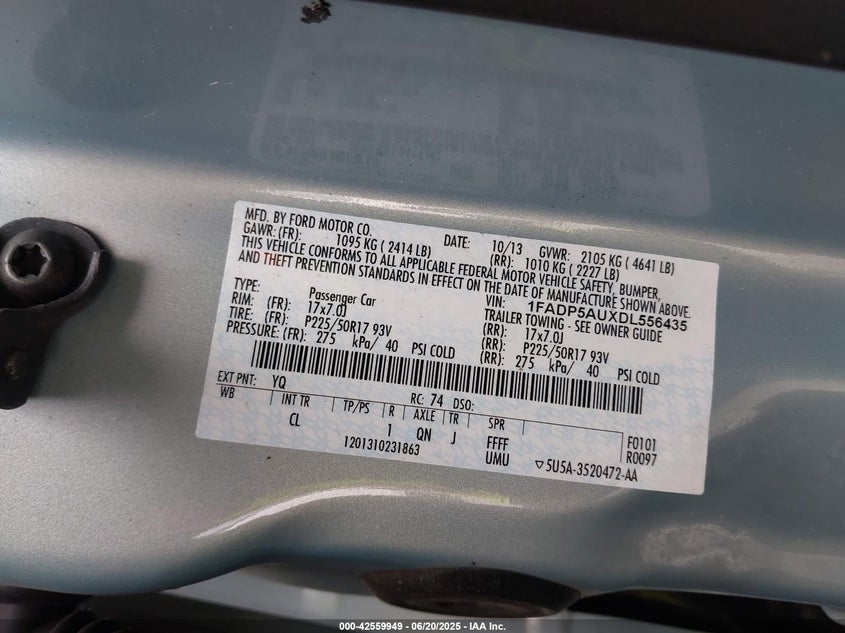 MFD. BY FORD MOTOR CO. DATE: 10/13 GVWR: 2105 KG ( 4641 LB)
GAWR: (FR): 1095 KG ( 2414 LB) (RR): 1010 KG ( 2227 LB)
THIS VEHICLE CONFORMS TO ALL APPLICABLE FEDERAL MOTOR VEHICLE SAFETY, BUMPER,
AND THEFT PREVENTION STANDARDS IN EFFECT ON THE DATE OF MANUFACTURE SHOWN ABOVE.
VIN: 1FADP5AUXDL556435
TYPE: Passenger Car TRAILER TOWING - SEE OWNER GUIDE
RIM: (FR): 17x7.0J (RR): 17x7.0J
TIRE: (FR): P225/50R17 93V (RR): P225/50R17 93V
PRESSURE: (FR): 275 kPa/ 40 PSI COLD (RR): 275 kPa/ 40 PSI COLD
EXT PNT: YQ RC: 74 DSO:
WB INT TR TP/PS R AXLE TR SPR F0101
CL 1 QN J FFFF R0097
1201310231863 UMU ▽5U5A-3520472-AA
000-42559949 - 06/20/2025 - IAA Inc.